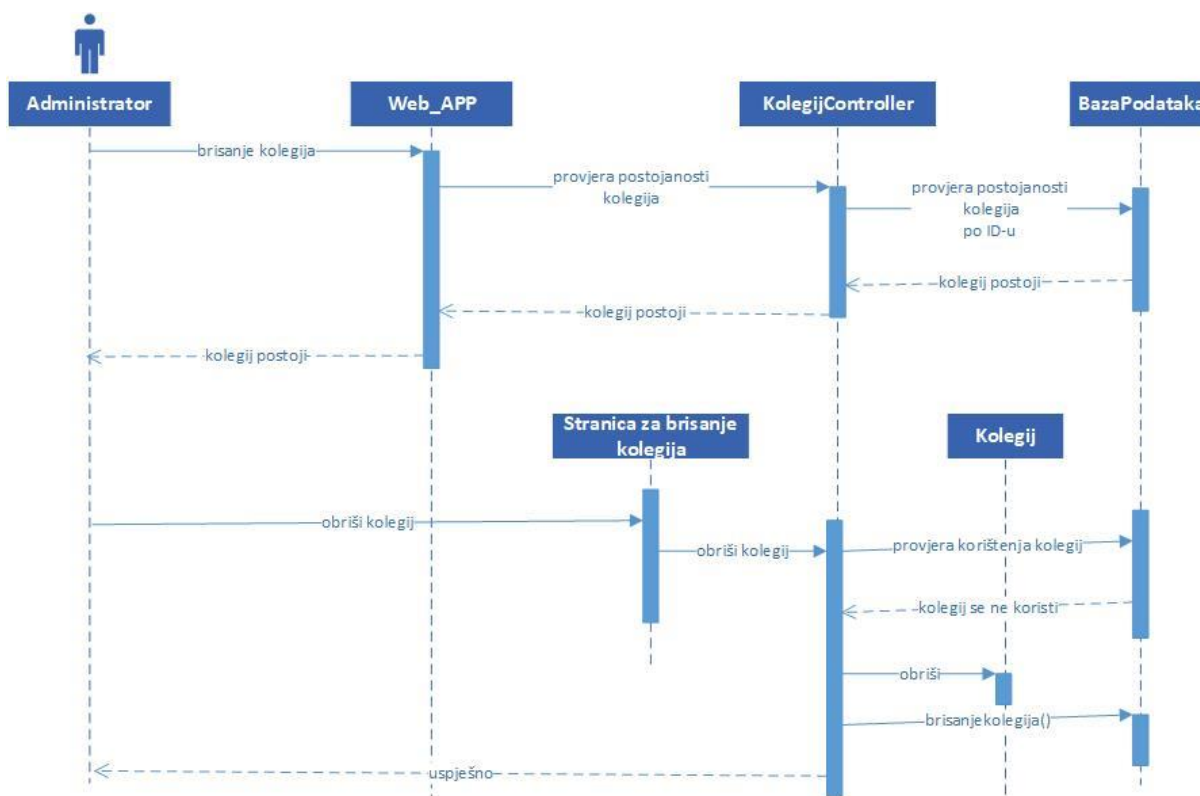 Administrator
Web_APP
KolegijController
BazaPodataka
brisanje kolegija
provjera postojanosti
kolegija
provjera postojanosti
kolegija
po ID-u
kolegij postoji
kolegij postoji
kolegij postoji
Stranica za brisanje
kolegija
Kolegij
obriši kolegij
obriši kolegij
provjera korištenja kolegij
kolegij se ne koristi
obriši
brisanjekolegija()
uspješno